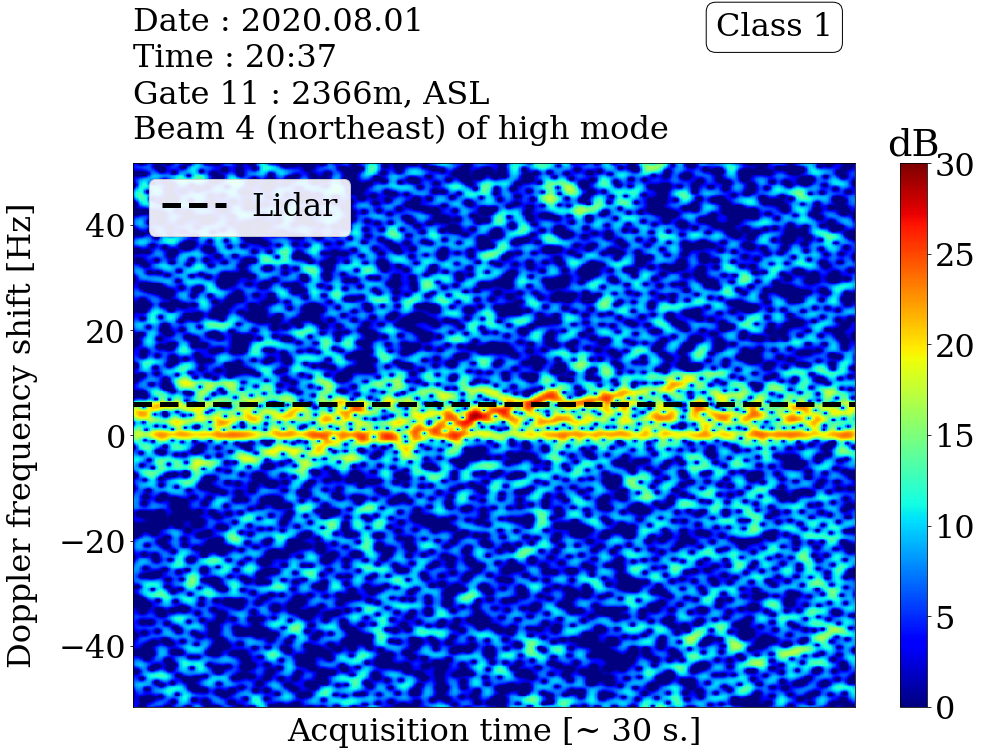 Date : 2020.08.01
Time : 20:37
Gate 11 : 2366m, ASL
Beam 4 (northeast) of high mode
Class 1
dB
Lidar
Doppler frequency shift [Hz]
40
20
0
−20
−40
Acquisition time [~ 30 s.]
30
25
20
15
10
5
0